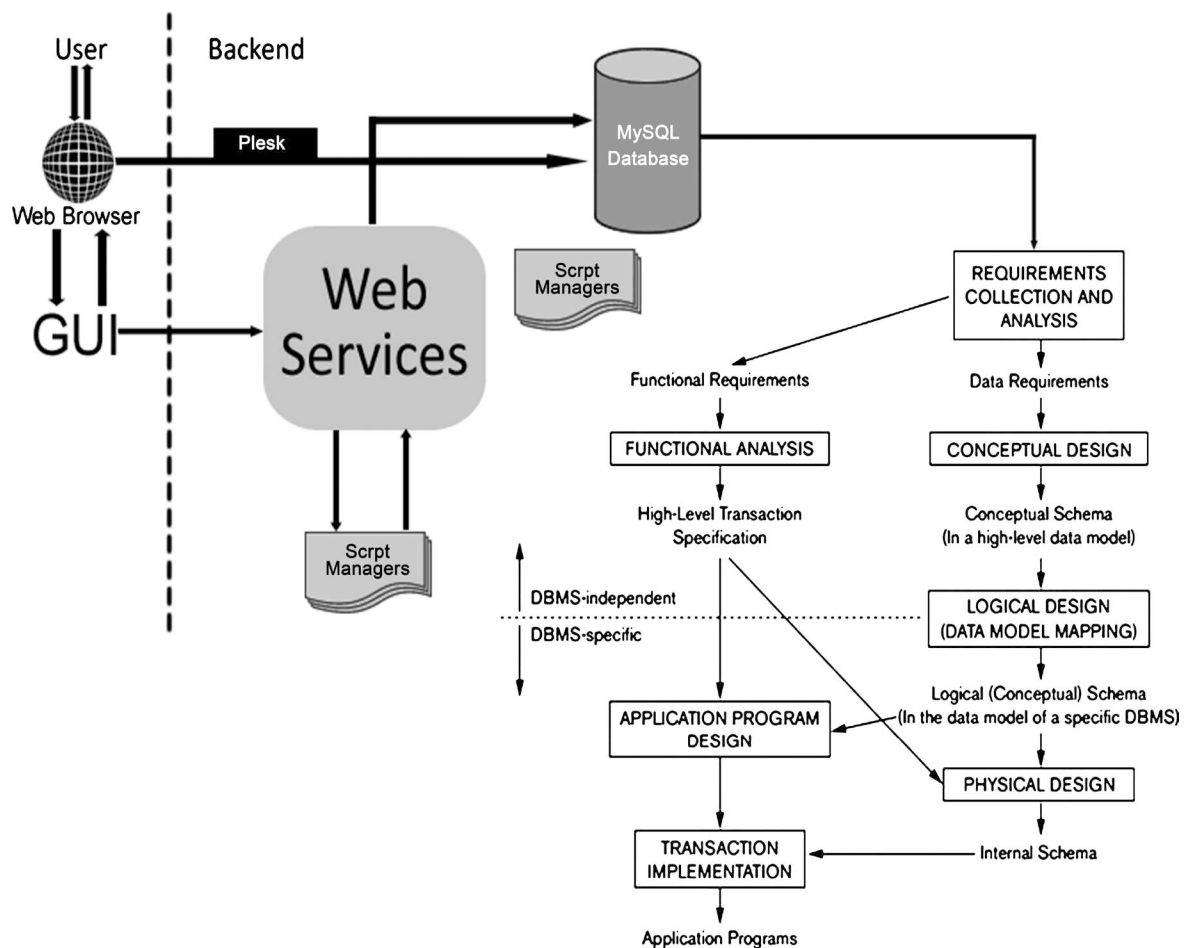 User
Backend
Plesk
MySQL
Database
Web Browser
GUI
Web
Services
Scrpt
Managers
Scrpt
Managers
REQUIREMENTS
COLLECTION AND
ANALYSIS
Functional Requirements
Data Requirements
FUNCTIONAL ANALYSIS
CONCEPTUAL DESIGN
High-Level Transaction
Specification
Conceptual Schema
(In a high-level data model)
DBMS-independent
DBMS-specific
LOGICAL DESIGN
(DATA MODEL MAPPING)
Logical (Conceptual) Schema
(In the data model of a specific DBMS)
APPLICATION PROGRAM
DESIGN
PHYSICAL DESIGN
TRANSACTION
IMPLEMENTATION
Internal Schema
Application Programs